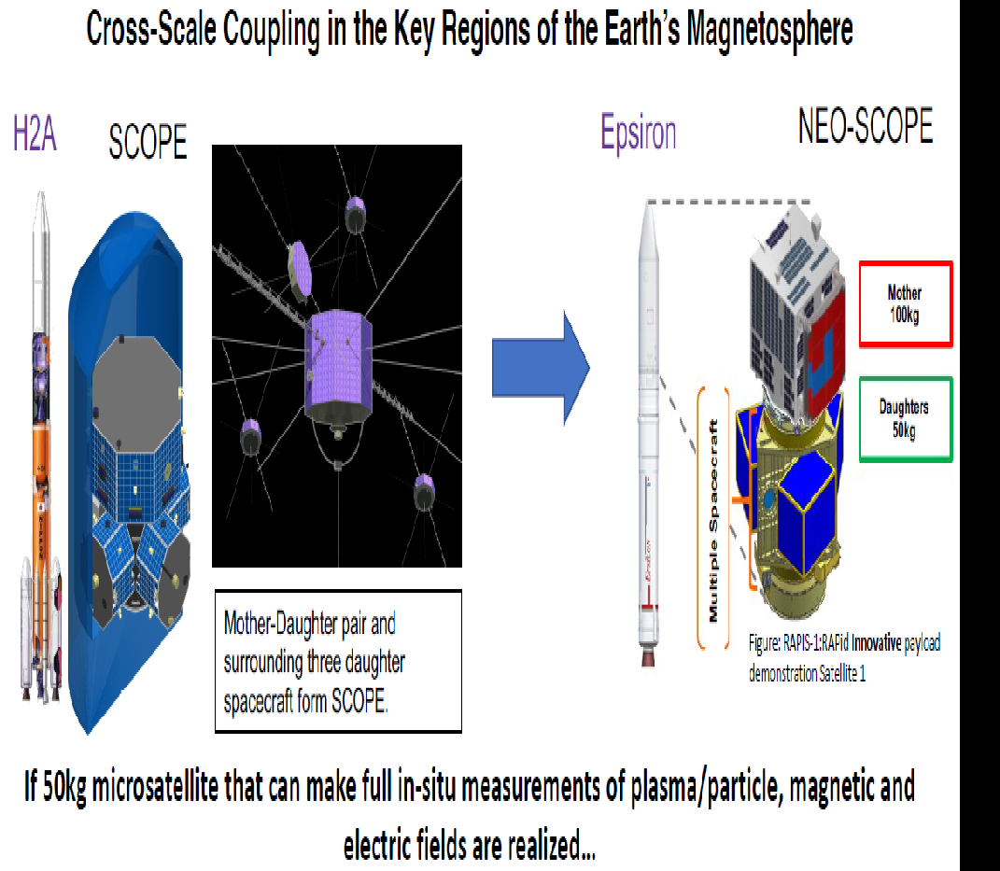 Cross-Scale Coupling in the Key Regions of the Earth's Magnetosphere
H2A
SCOPE
Epsiron
NEO-SCOPE
Mother
100kg
Daughters
50kg
Multiple Spacecraft
NIPPON
Mother-Daughter pair and
surrounding three daughter
spacecraft form SCOPE.
Figure: RAPIS-1:RAPid Innovative payload
demonstration Satellite 1
If 50kg microsatellite that can make full in-situ measurements of plasma/particle, magnetic and
electric fields are realized...